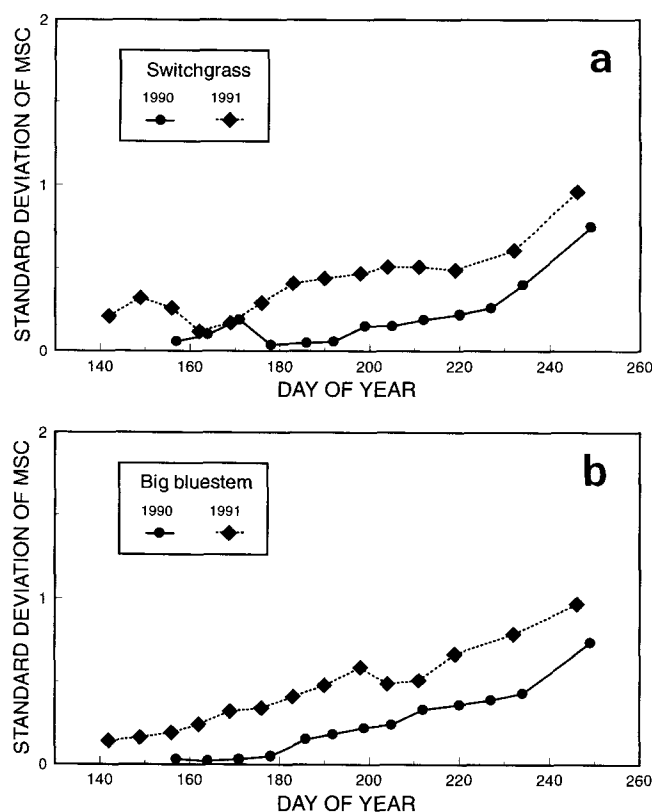 a
Switchgrass
1990 1991
STANDARD DEVIATION OF MSC
2
1
0
140 160 180 200 220 240 260
DAY OF YEAR
b
Big bluestem
1990 1991
STANDARD DEVIATION OF MSC
2
1
0
140 160 180 200 220 240 260
DAY OF YEAR